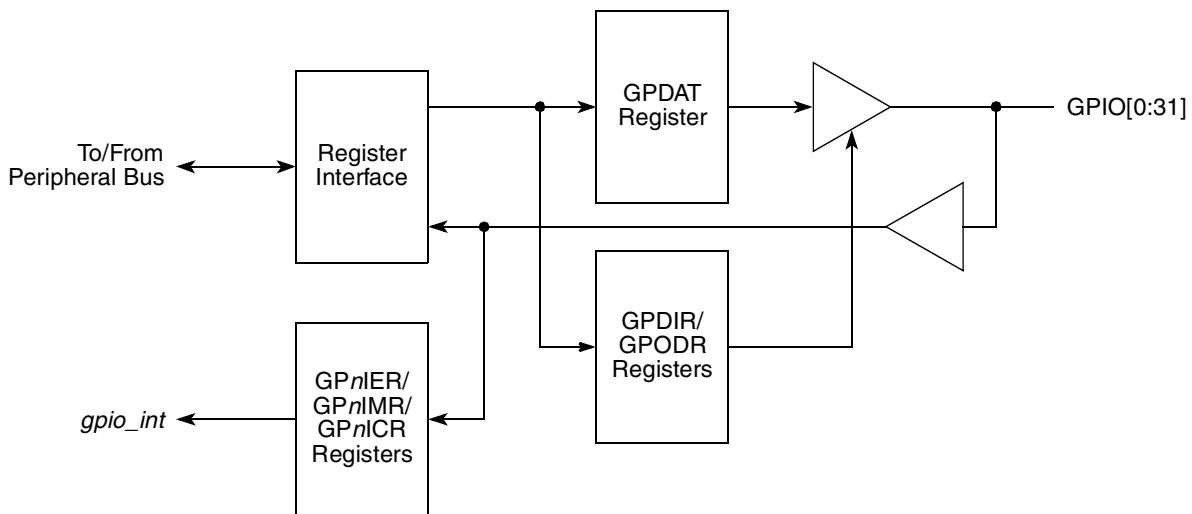 GPDAT
Register
GPIO[0:31]
To/From
Peripheral Bus
Register
Interface
GPDIR/
GPODR
Registers
GPnIER/
GPnIMR/
GPnICR
Registers
gpio_int